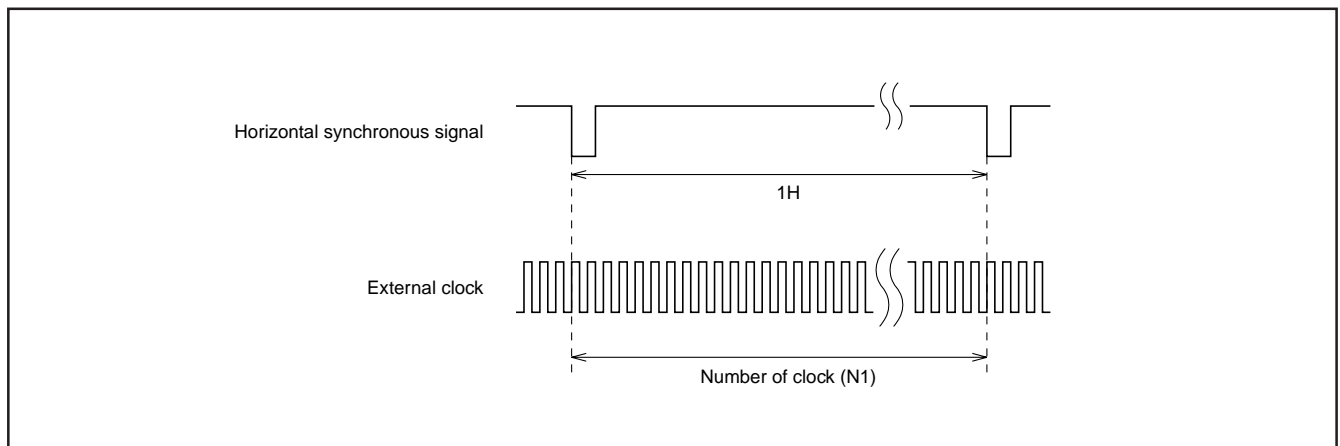 Horizontal synchronous signal
1H
External clock
Number of clock (N1)